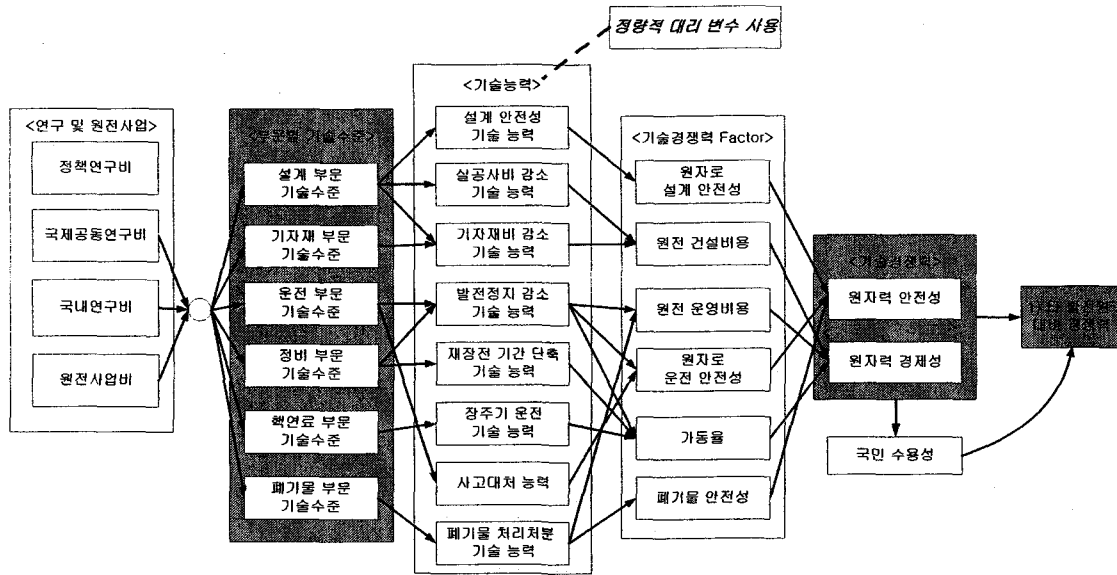 정량적 대리 변수 사용
<연구 및 원전사업>
정책연구비
국제공동연구비
국내연구비
원전사업비
<부문별 기술수준>
설계 부문
기술수준
기자재 부문
기술수준
운전 부문
기술수준
정비 부문
기술수준
핵연료 부문
기술수준
폐기물 부문
기술수준
<기술능력>
설계 안전성
기술 능력
실공사비 감소
기술 능력
기자재비 감소
기술 능력
발전정지 감소
기술 능력
재장전 기간 단축
기술 능력
장주기 운전
기술 능력
사고대처 능력
폐기물 처리처분
기술 능력
<기술경쟁력 Factor>
원자로
설계 안전성
원전 건설비용
원전 운영비용
원자로
운전 안전성
가동율
폐기물 안전성
<기술경쟁력>
원자력 안전성
원자력 경제성
국민 수용성